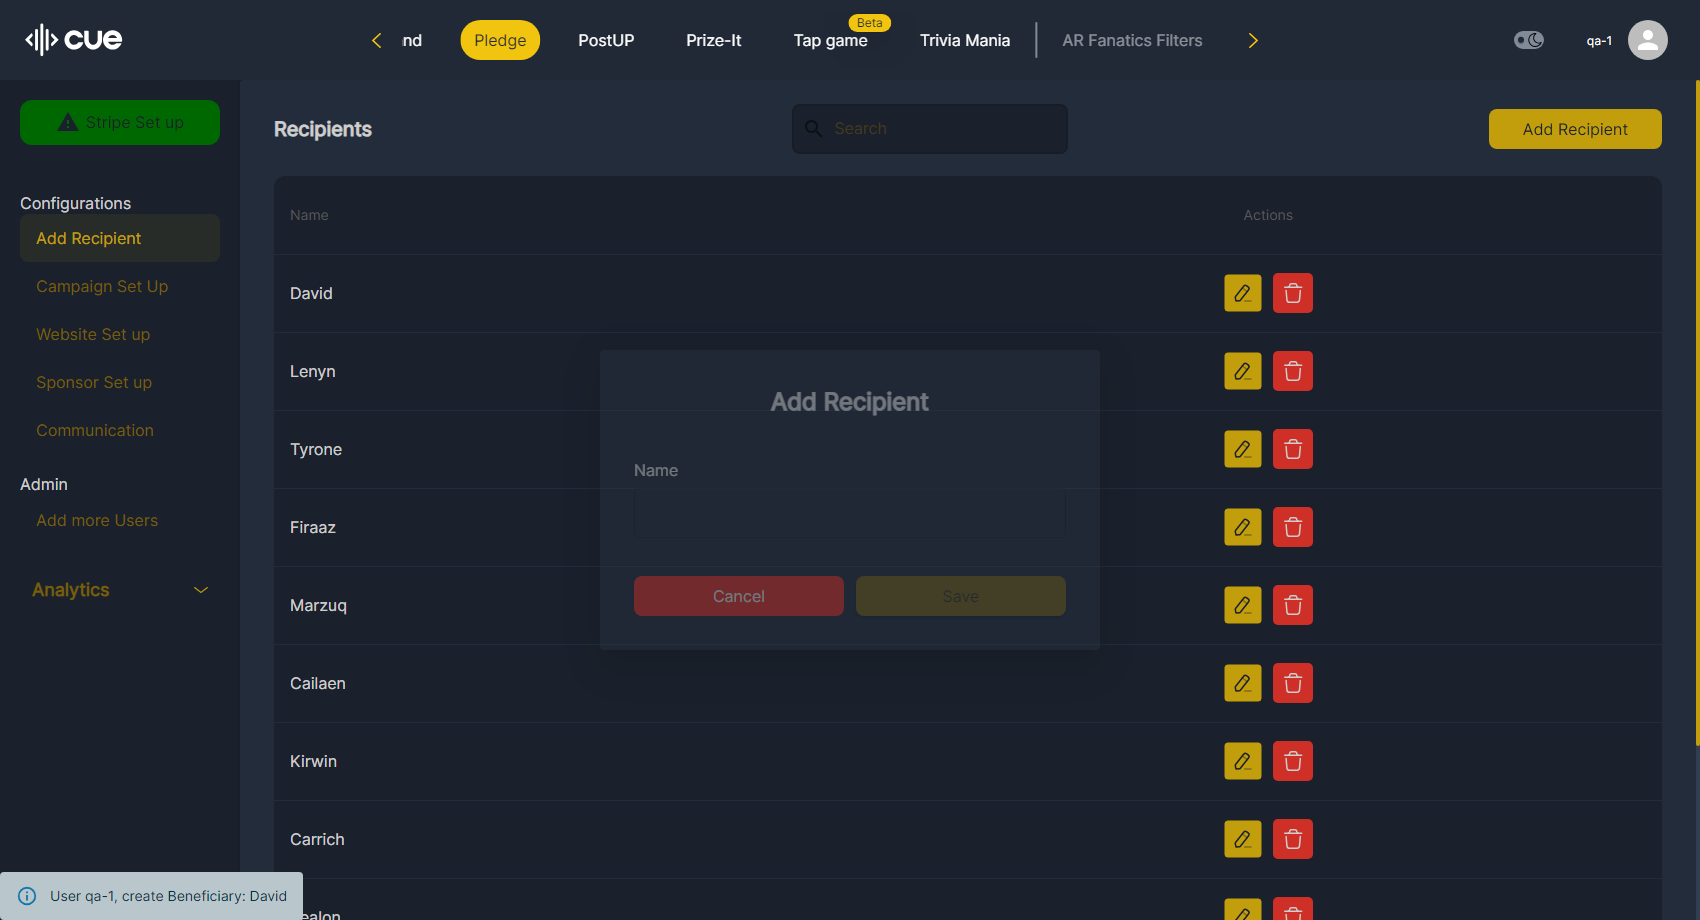 cue
nd
Pledge
PostUP
Prize-It
Beta
Tap game
Trivia Mania
AR Fanatics Filters
qa-1
Stripe Set up
Configurations
Add Recipient
Campaign Set Up
Website Set up
Sponsor Set up
Communication
Admin
Add more Users
Analytics
Recipients
Search
Add Recipient
Name
Actions
David
Lenyn
Tyrone
Firaaz
Marzuq
Cailaen
Kirwin
Carrich
ealon
Add Recipient
Name
Cancel
Save
User qa-1, create Beneficiary: David